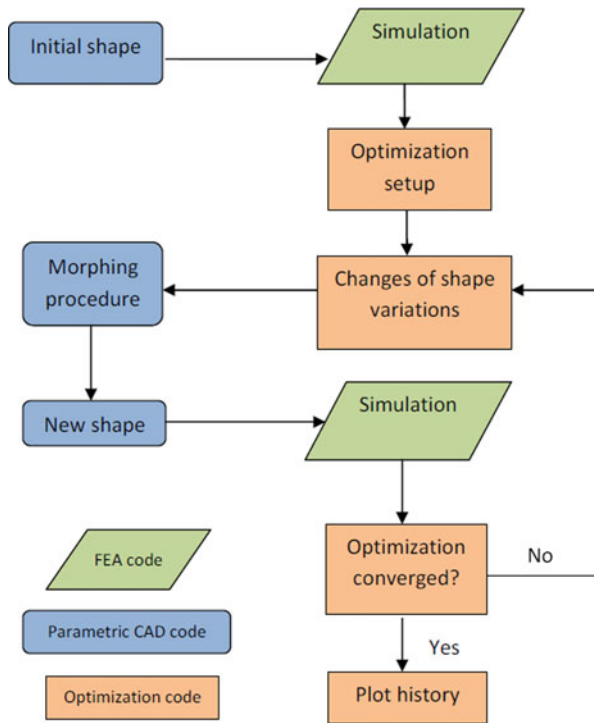 Initial shape
Simulation
Optimization
setup
Morphing
procedure
Changes of shape
variations
New shape
Simulation
Optimization
converged?
No
Yes
Plot history
FEA code
Parametric CAD code
Optimization code